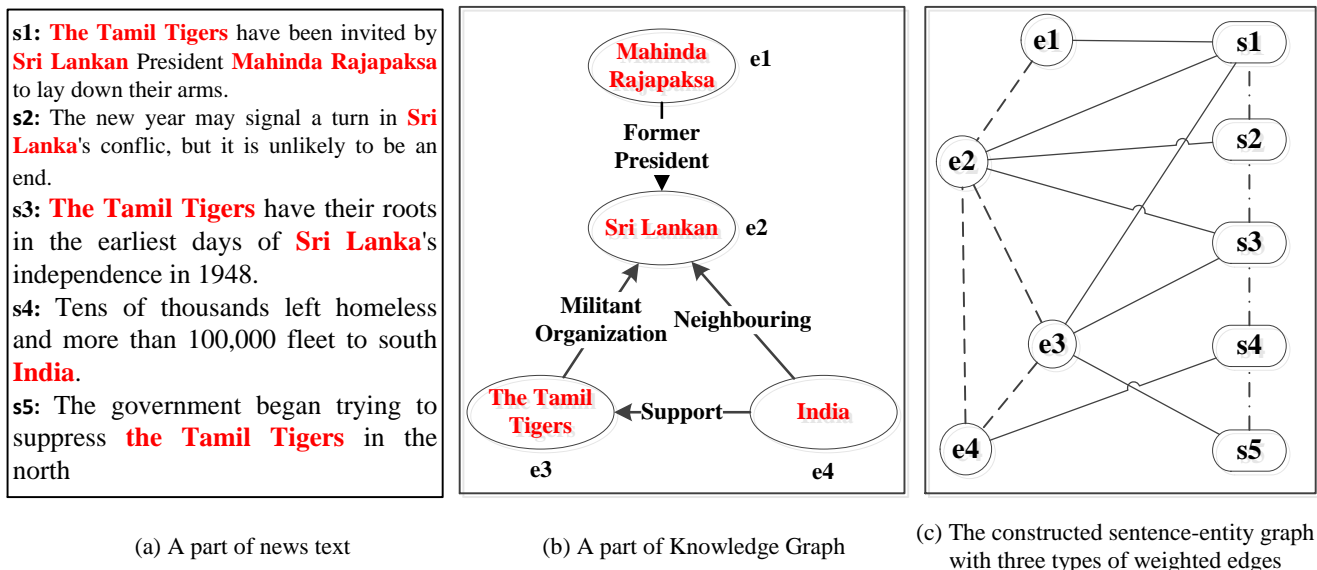 s1: The Tamil Tigers have been invited by
Sri Lankan President Mahinda Rajapaksa
to lay down their arms.
s2: The new year may signal a turn in Sri
Lanka's conflic, but it is unlikely to be an
end.
s3: The Tamil Tigers have their roots
in the earliest days of Sri Lanka's
independence in 1948.
s4: Tens of thousands left homeless
and more than 100,000 fleet to south
India.
s5: The government began trying to
suppress the Tamil Tigers in the
north
(a) A part of news text
Mahinda
Rajapaksa
e1
Former
President
Sri Lankan
e2
Militant
Organization
Neighbouring
The Tamil
Tigers
Support
India
e3
e4
(b) A part of Knowledge Graph
e1
s1
s2
e2
s3
e3
s4
e4
s5
(c) The constructed sentence-entity graph
with three types of weighted edges